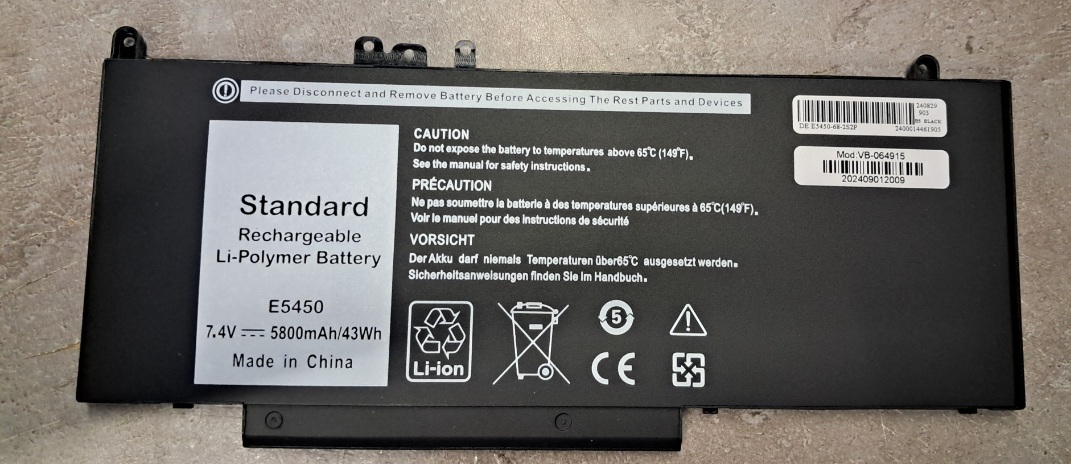 Please Disconnect and Remove Battery Before Accessing The Rest Parts and Devices
Standard
Rechargeable
Li-Polymer Battery
E5450
7.4V 5800mAh/43Wh
Made in China
CAUTION
Do not expose the battery to temperatures above 65℃ (149℉).
See the manual for safety instructions.
PRÉCAUTION
Ne pas soumettre la batterie à des temperatures supérieures à 65℃(149℉).
Voir le manuel pour des instructions de sécurité
VORSICHT
Der Akku darf niemals Temperaturen über65℃ ausgesetzt werden.
Sicherheitsanweisungen finden Sie im Handbuch.
Li-ion
5
CE
240829
903
BLACK
DE E5450-68-2S2P
2400014461903
Mod:VB-064915
202409012009